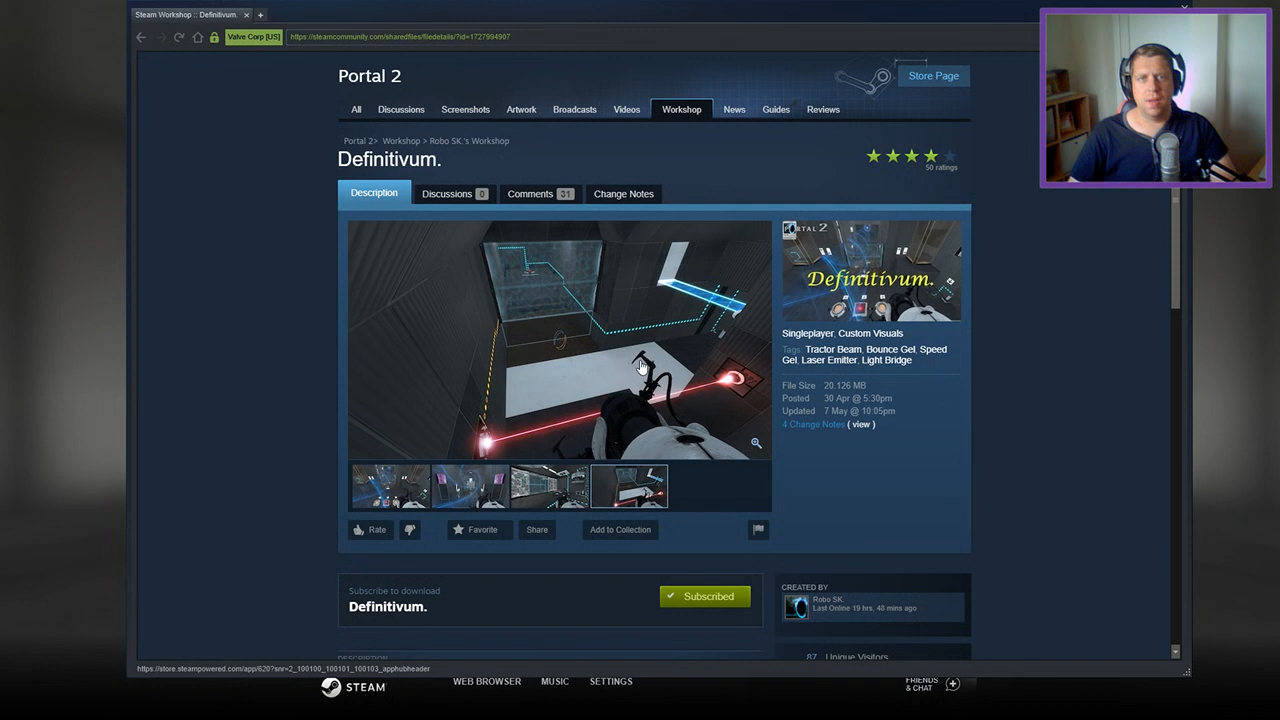 Steam Workshop :: Definitivum.
Valve Corp [US]
https://steamcommunity.com/sharedfiles/filedetails/?id=1727994907
Portal 2
Store Page
All Discussions Screenshots Artwork Broadcasts Videos Workshop News Guides Reviews
Portal 2> Workshop > Robo SK.'s Workshop
Definitivum.
50 ratings
Description Discussions 0 Comments 31 Change Notes
PORTAL 2
Definitivum.
Singleplayer, Custom Visuals
Tags: Tractor Beam, Bounce Gel, Speed
Gel, Laser Emitter, Light Bridge
File Size 20.126 MB
Posted 30 Apr @ 5:30pm
Updated 7 May @ 10:05pm
4 Change Notes ( view )
Rate Favorite Share Add to Collection
Subscribe to download
Definitivum.
Subscribed
CREATED BY
Robo SK.
Last Online 19 hrs, 48 mins ago
DESCRIPTION
87 Unique Visitors
https://store.steampowered.com/app/620?snr=2_100100_100101_100103_apphubheader
STEAM
WEB BROWSER MUSIC SETTINGS
FRIENDS
& CHAT